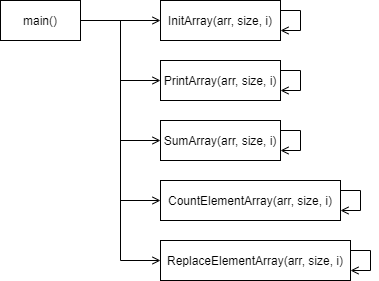 main()
InitArray(arr, size, i)
PrintArray(arr, size, i)
SumArray(arr, size, i)
CountElementArray(arr, size, i)
ReplaceElementArray(arr, size, i)